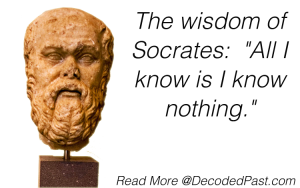 The wisdom of
Socrates:  "All I
know is I know
nothing."
Read More @DecodedPast.com